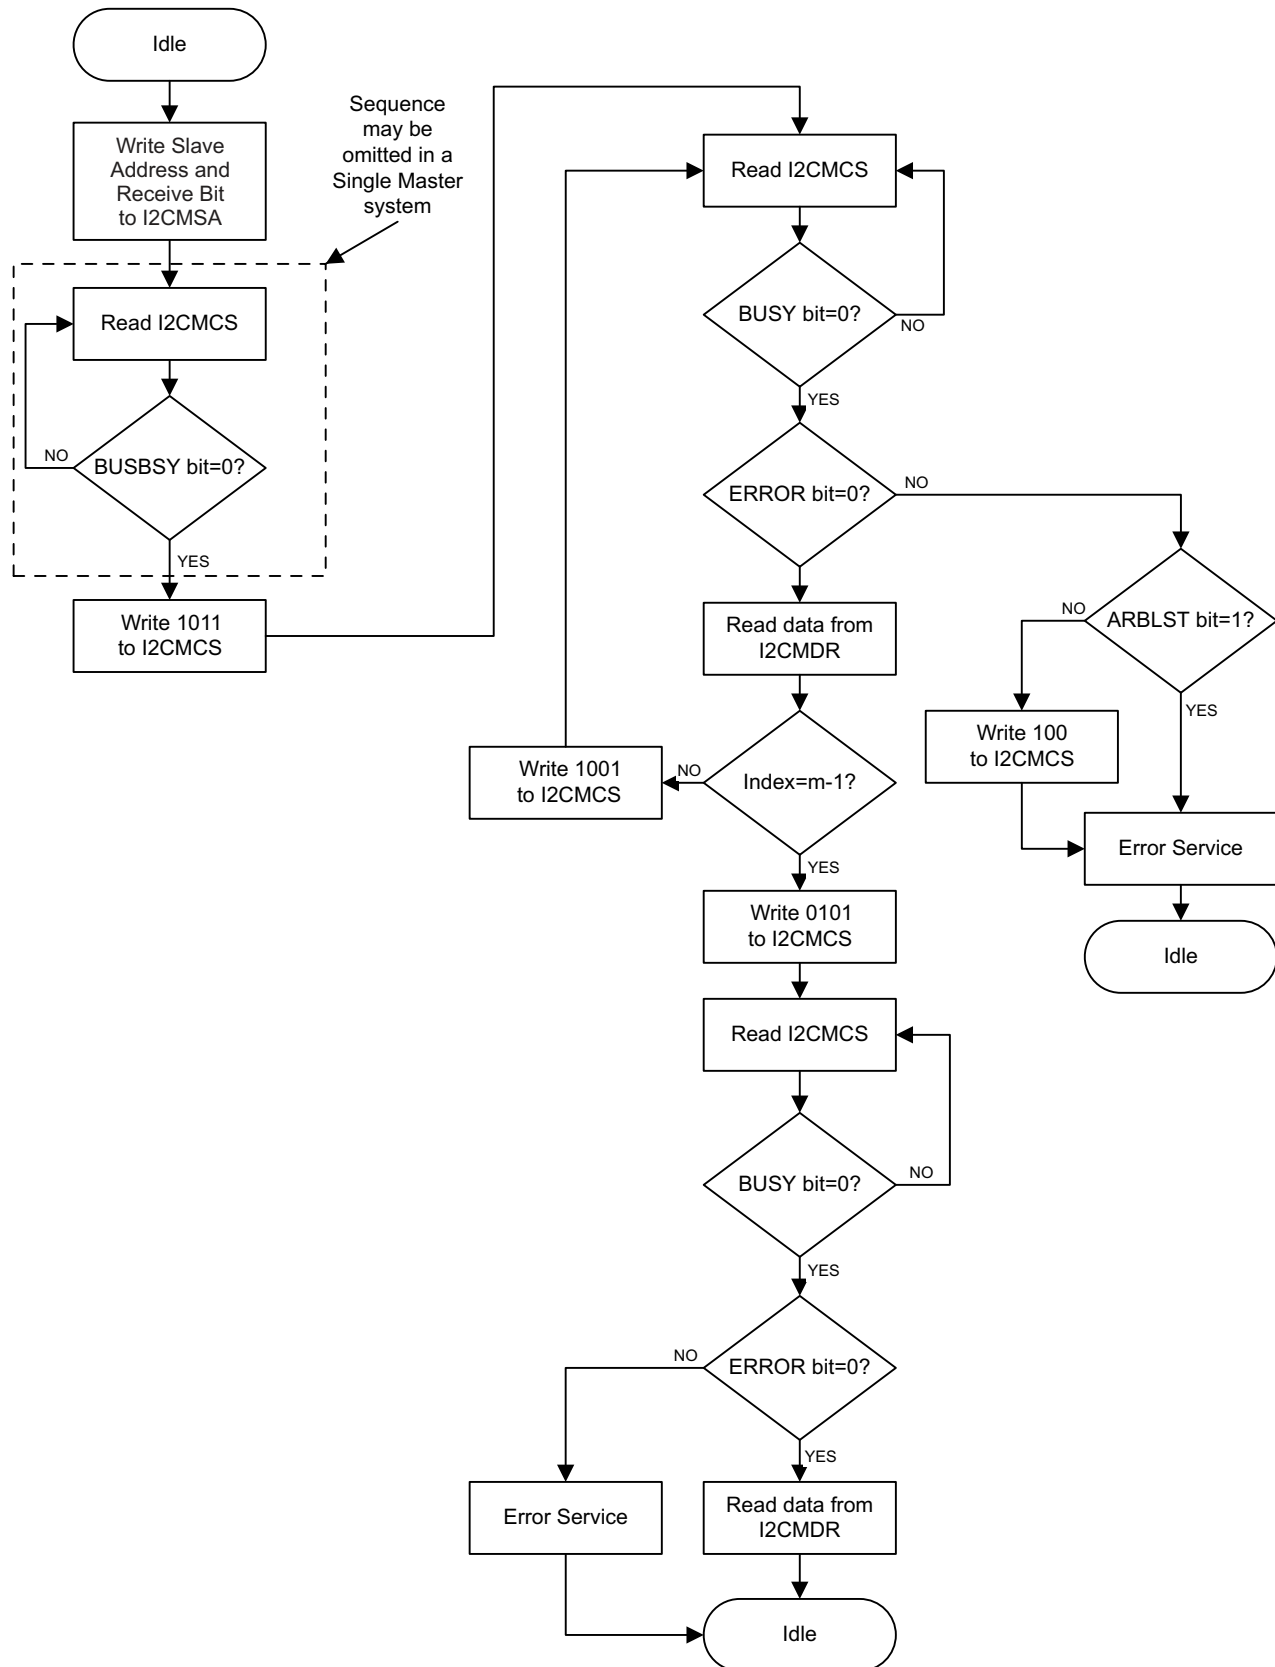 Idle
Write Slave
Address and
Receive Bit
to I2CMSA
Sequence
may be
omitted in a
Single Master
system
Read I2CMCS
BUSBSY bit=0?
NO
YES
Write 1011
to I2CMCS
Read I2CMCS
BUSY bit=0?
NO
YES
ERROR bit=0?
NO
Read data from
I2CMDR
ARBLST bit=1?
NO
YES
Write 100
to I2CMCS
Error Service
Idle
Index=m-1?
NO
Write 1001
to I2CMCS
YES
Write 0101
to I2CMCS
Read I2CMCS
BUSY bit=0?
NO
YES
ERROR bit=0?
NO
YES
Error Service
Read data from
I2CMDR
Idle